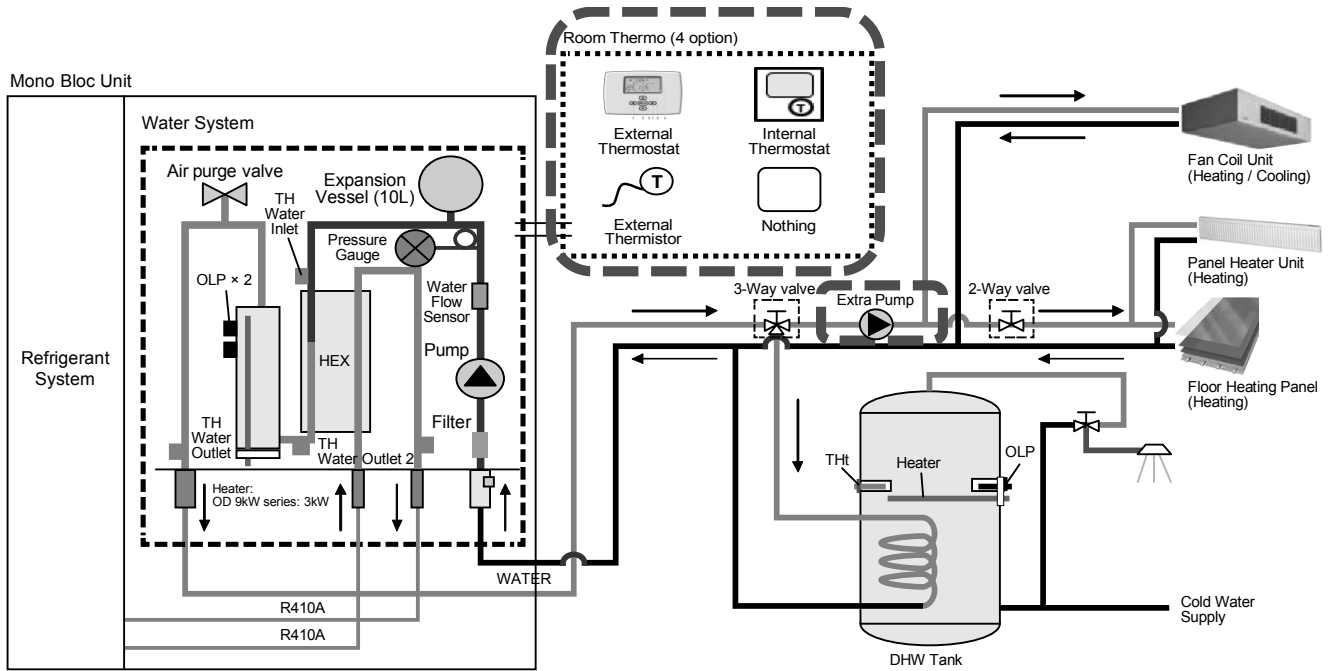 Mono Bloc Unit
Refrigerant
System
Water System
Air purge valve
TH
Water
Inlet
Expansion
Vessel (10L)
Pressure
Gauge
OLP × 2
Water
Flow
Sensor
HEX
Pump
Filter
TH
Water
Outlet
TH
Water Outlet 2
Heater:
OD 9kW series: 3kW
WATER
R410A
R410A
Room Thermo (4 option)
External
Thermostat
T
Internal
Thermostat
T
External
Thermistor
Nothing
3-Way valve
Extra Pump
2-Way valve
Fan Coil Unit
(Heating / Cooling)
Panel Heater Unit
(Heating)
Floor Heating Panel
(Heating)
THt
Heater
OLP
DHW Tank
Cold Water
Supply